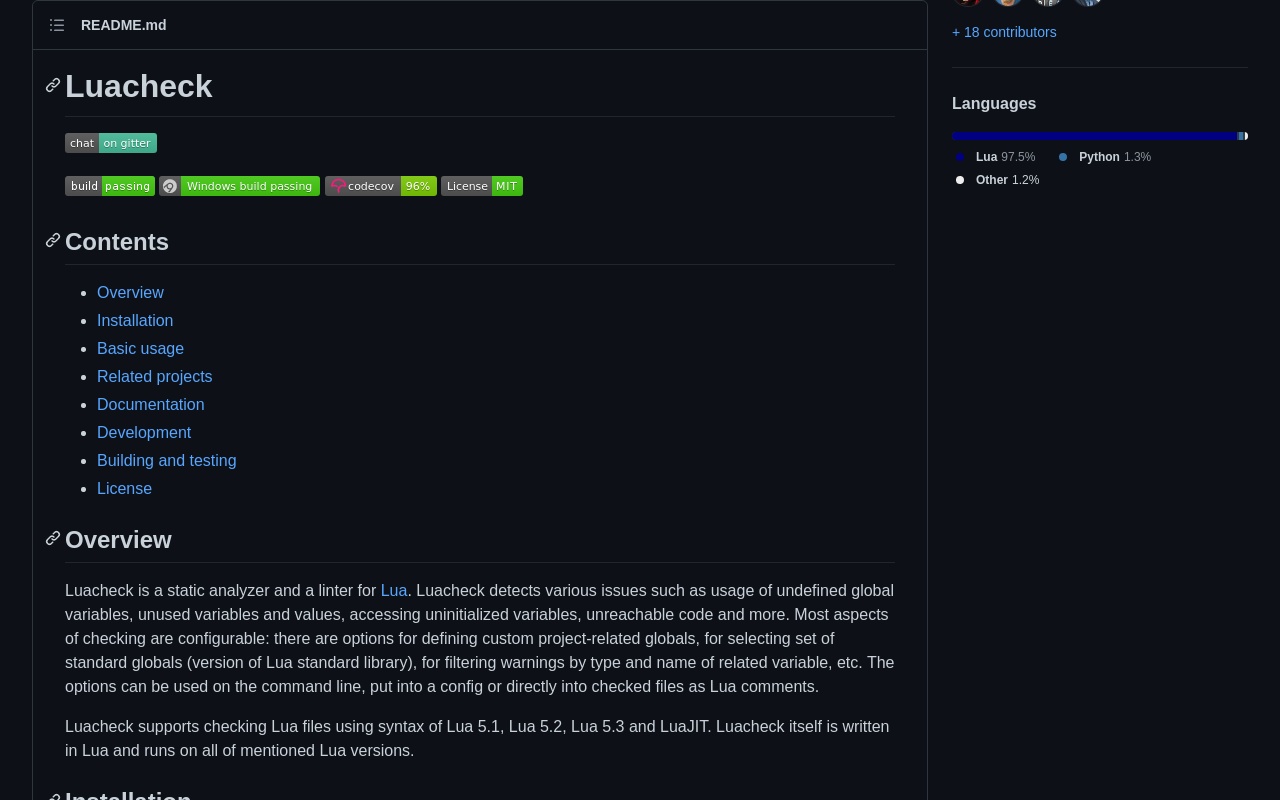 README.md
Luacheck
chat on gitter
build passing Windows build passing codecov 96% License MIT
Contents
Overview
Installation
Basic usage
Related projects
Documentation
Development
Building and testing
License
Overview
Luacheck is a static analyzer and a linter for Lua. Luacheck detects various issues such as usage of undefined global
variables, unused variables and values, accessing uninitialized variables, unreachable code and more. Most aspects
of checking are configurable: there are options for defining custom project-related globals, for selecting set of
standard globals (version of Lua standard library), for filtering warnings by type and name of related variable, etc. The
options can be used on the command line, put into a config or directly into checked files as Lua comments.
Luacheck supports checking Lua files using syntax of Lua 5.1, Lua 5.2, Lua 5.3 and LuaJIT. Luacheck itself is written
in Lua and runs on all of mentioned Lua versions.
Installation
+ 18 contributors
Languages
Lua 97.5% Python 1.3%
Other 1.2%